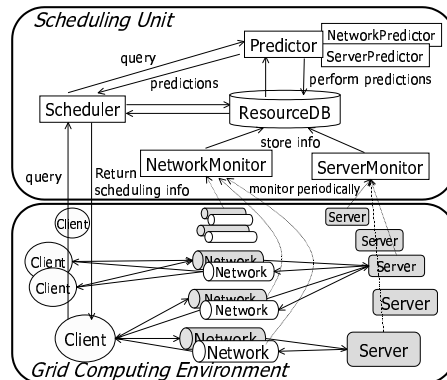 Scheduling Unit
NetworkPredictor
Predictor
ServerPredictor
query
predictions
perform predictions
Scheduler
ResourceDB
store info
NetworkMonitor
ServerMonitor
query
Return
scheduling info
monitor periodically
Client
Server
Server
Client
Network
Server
Network
Client
Network
Server
Network
Client
Network
Network
Server
Grid Computing Environment